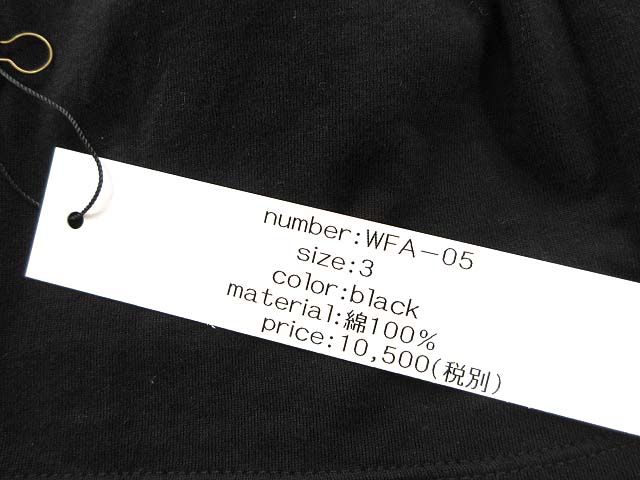 number:WFA-05
size:3
color:black
material:綿100%
price:10,500(税別)